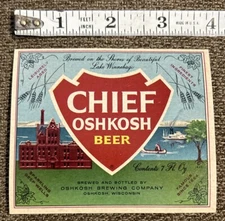 1 2 3 4
Brewed on the Shores of Beautiful
Lake Winnebago
CHIEF
OSHKOSH
BEER
Contents 7 Fl. Oz.
BREWED AND BOTTLED BY
OSHKOSH BREWING COMPANY
OSHKOSH, WISCONSIN